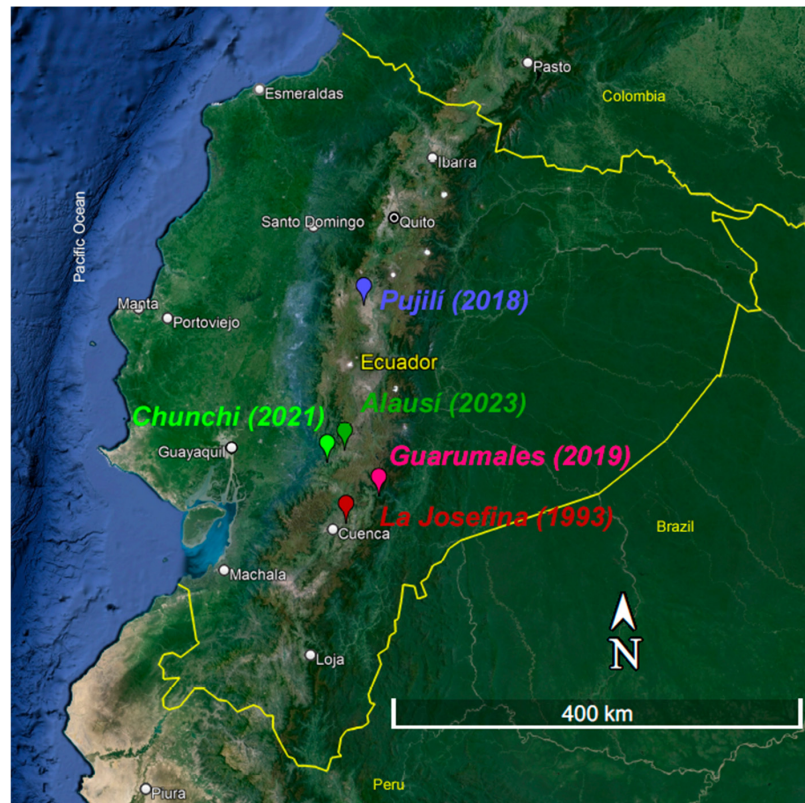 Pasto
Esmeraldas
Colombia
Ibarra
Pacific Ocean
Santo Domingo
Quito
Pujilí (2018)
Manta
Portoviejo
Ecuador
Alausí (2023)
Chunchi (2021)
Guayaquil
Guarumales (2019)
La Josefina (1993)
Brazil
Cuenca
Machala
N
Loja
400 km
Peru
Piura